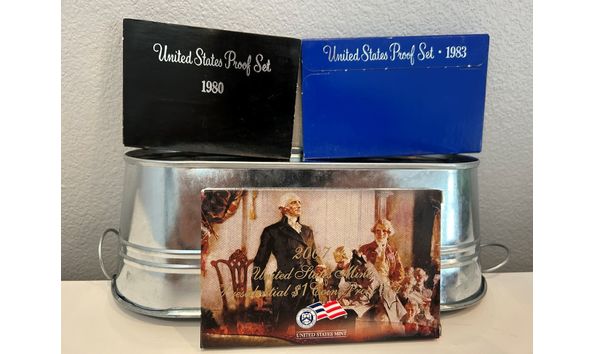 United States Proof Set
1980
United States Proof Set • 1983
2007
United States Mint
Presidential $1 Coin Proof Set
UNITED STATES MINT